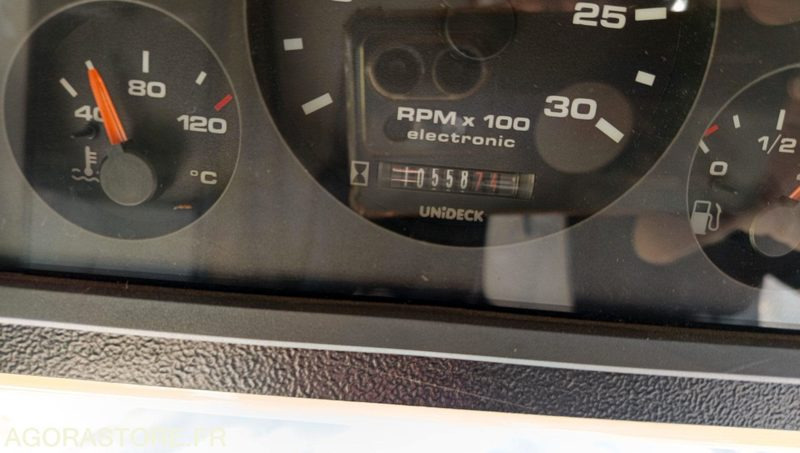 25
30
RPM x 100
electronic
1055874
UNiDECK
40
80
120
°C
0
1/2
AGORASTORE.FR